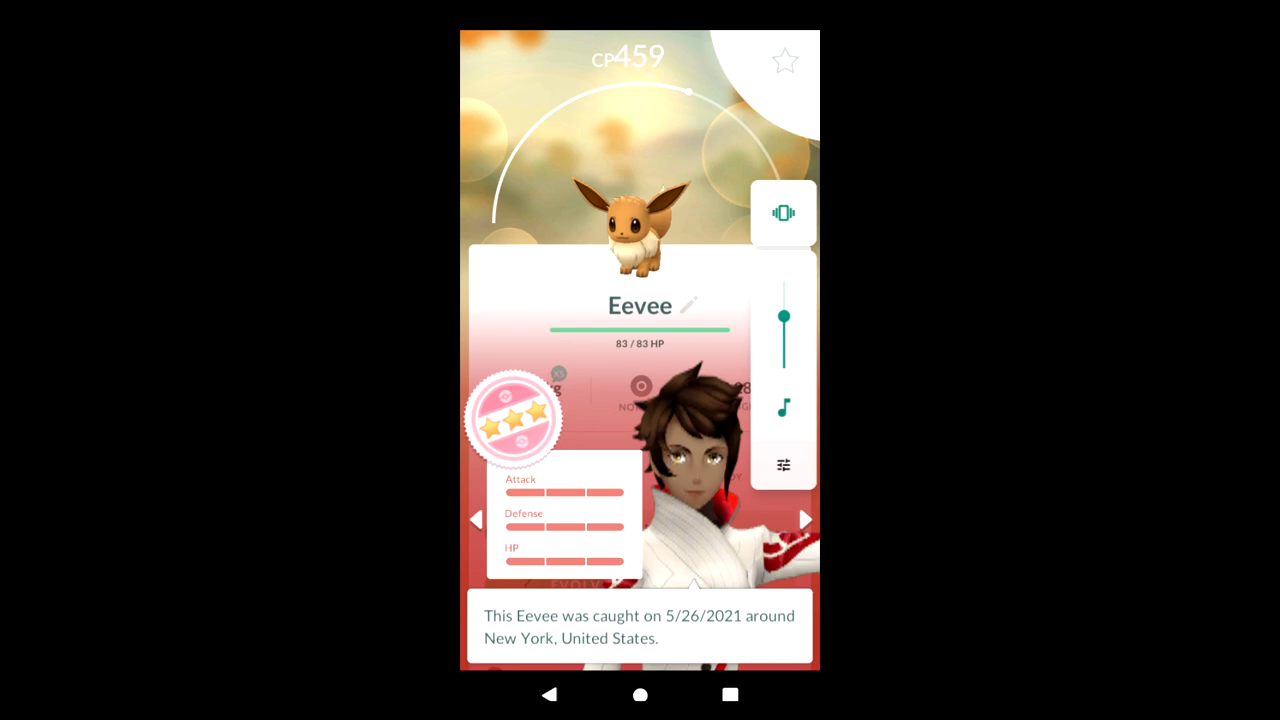 CP459
Eevee
83 / 83 HP
XS
Attack
Defense
HP
This Eevee was caught on 5/26/2021 around
New York, United States.